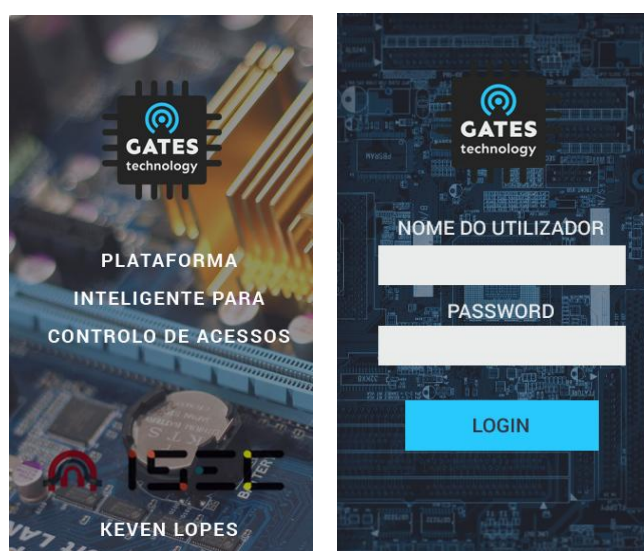 GATES
technology
PLATAFORMA
INTELIGENTE PARA
CONTROLO DE ACESSOS
ISEC
KEVEN LOPES
GATES
technology
NOME DO UTILIZADOR
PASSWORD
LOGIN